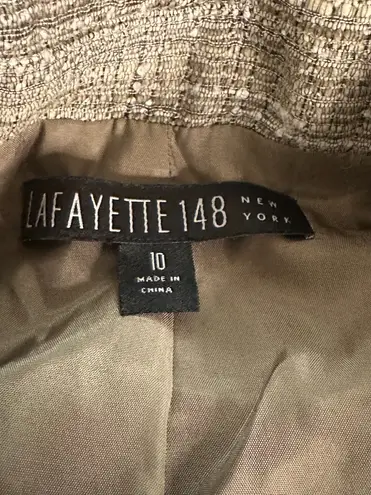 LAFAYETTE 148 NEW YORK
10
MADE IN
CHINA